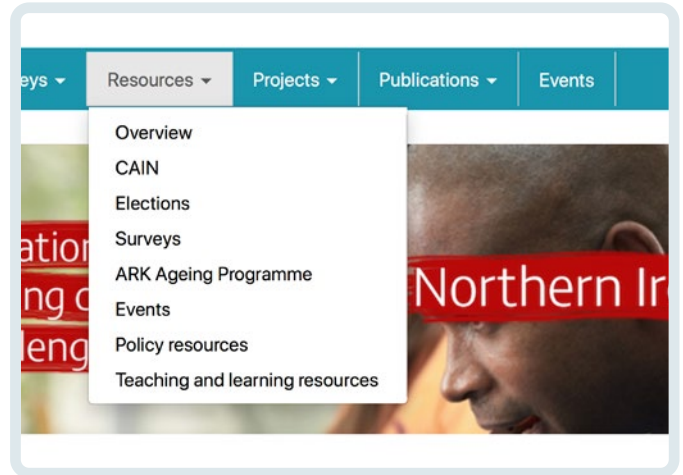 eys Resources Projects Publications Events
Overview
CAIN
Elections
Surveys
ARK Ageing Programme
Events
Policy resources
Teaching and learning resources
Northern